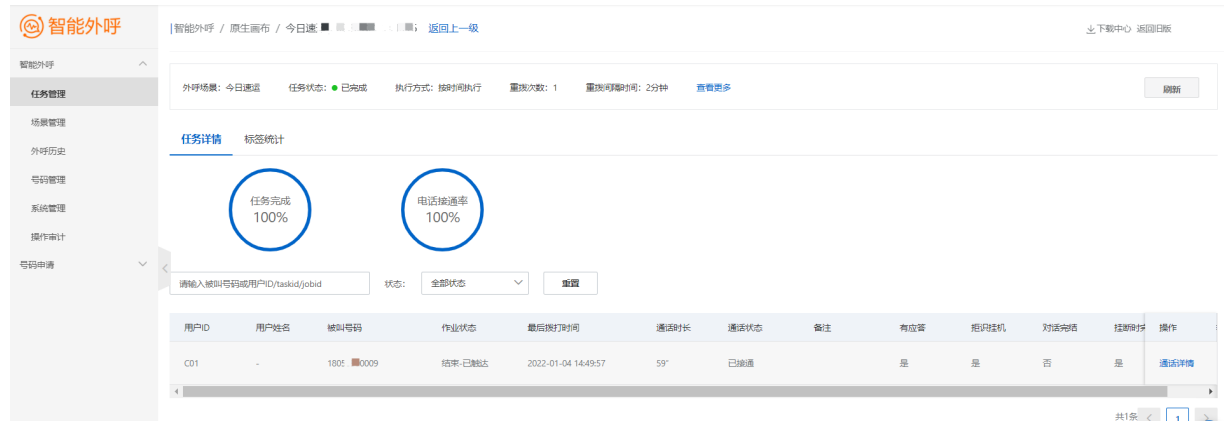 智能外呼
|智能外呼 / 原生画布 / 今日速 返回上一级
下载中心 返回旧版
智能外呼
任务管理
场景管理
外呼历史
号码管理
系统管理
操作审计
号码申请
外呼场景：今日速运 任务状态：已完成 执行方式：按时间执行 重拨次数：1 重拨间隔时间：2分钟 查看更多
刷新
任务详情 标签统计
任务完成
100%
电话接通率
100%
请输入被叫号码或用户ID/taskid/jobid 状态： 全部状态 重置
用户ID 用户姓名 被叫号码 作业状态 最后拨打时间 通话时长 通话状态 备注 有应答 拒识挂机 对话完结 挂断时 操作
C01 - 1805 0009 结束-已触达 2022-01-04 14:49:57 59" 已接通 是 是 否 是 通话详情
共1条 < 1 >